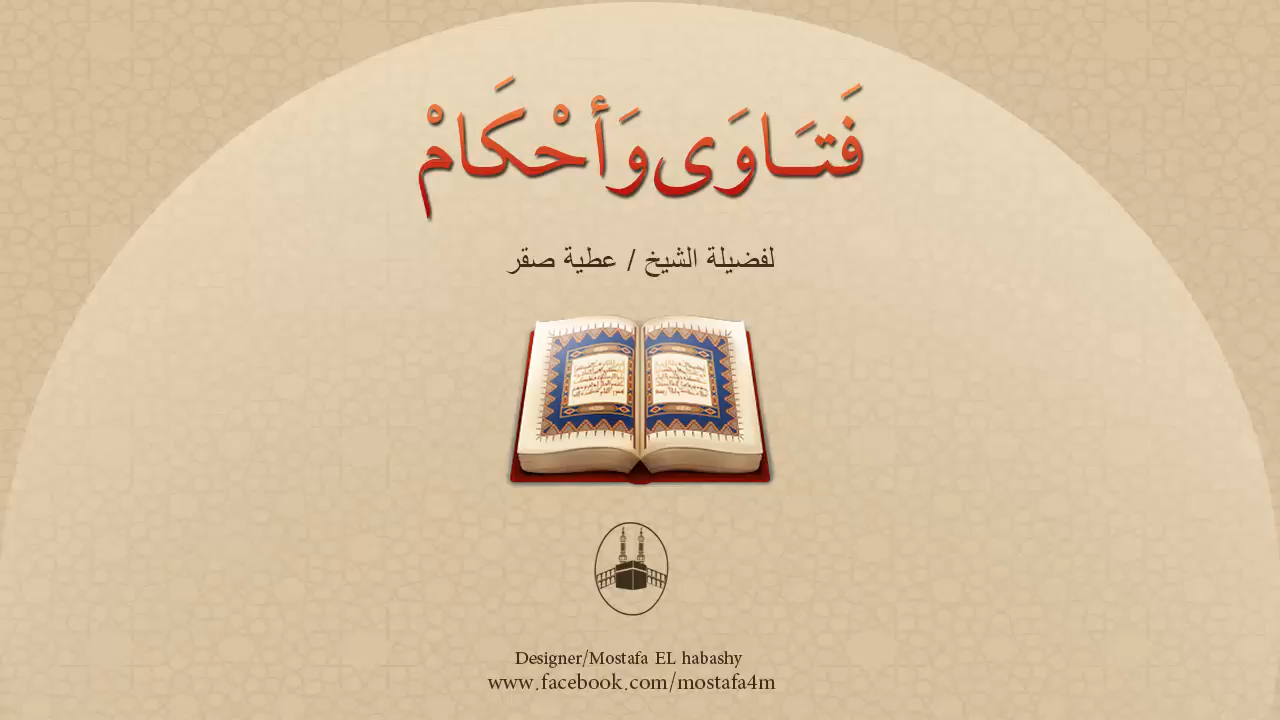 فَتَاوَى وَأَحْكَامْ
لفضيلة الشيخ / عطية صقر
Designer/Mostafa EL habashy
www.facebook.com/mostafa4m